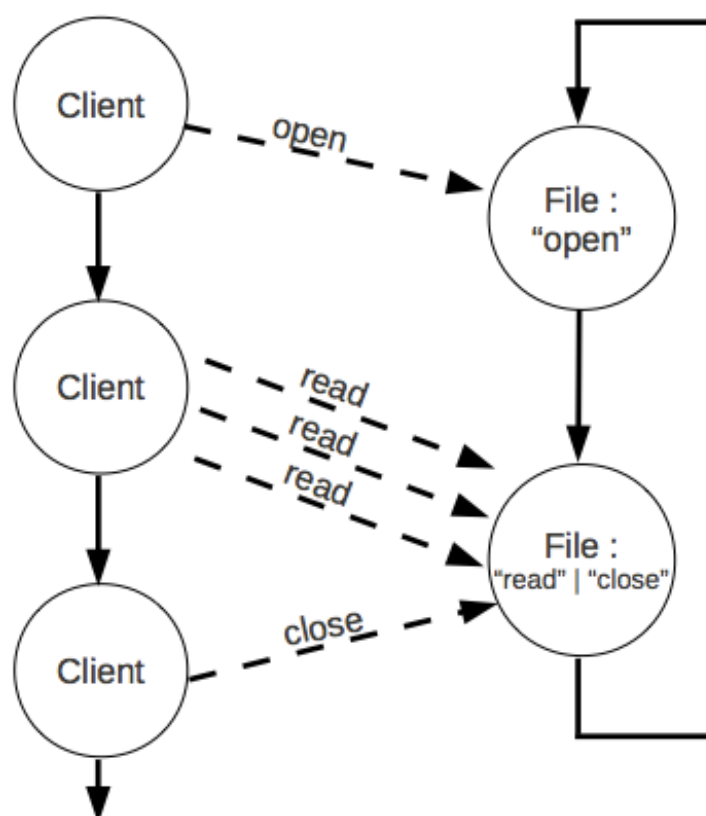 Client
open
File :
“open”
Client
read
read
read
File :
“read” | “close”
Client
close